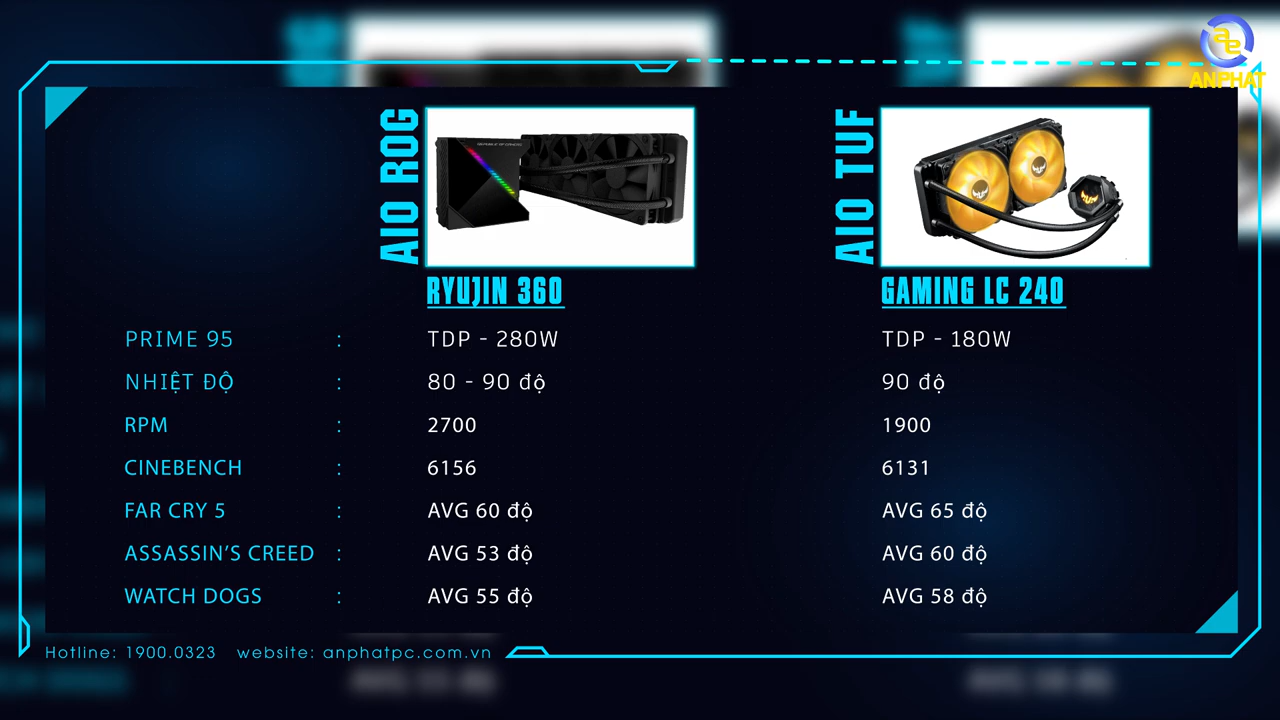 ANPHAT
AIO ROG
AIO TUF
RYUJIN 360
GAMING LC 240
PRIME 95 : TDP - 280W TDP - 180W
NHIỆT ĐỘ : 80 - 90 độ 90 độ
RPM : 2700 1900
CINEBENCH : 6156 6131
FAR CRY 5 : AVG 60 độ AVG 65 độ
ASSASSIN'S CREED : AVG 53 độ AVG 60 độ
WATCH DOGS : AVG 55 độ AVG 58 độ
Hotline: 1900.0323 website: anphatpc.com.vn